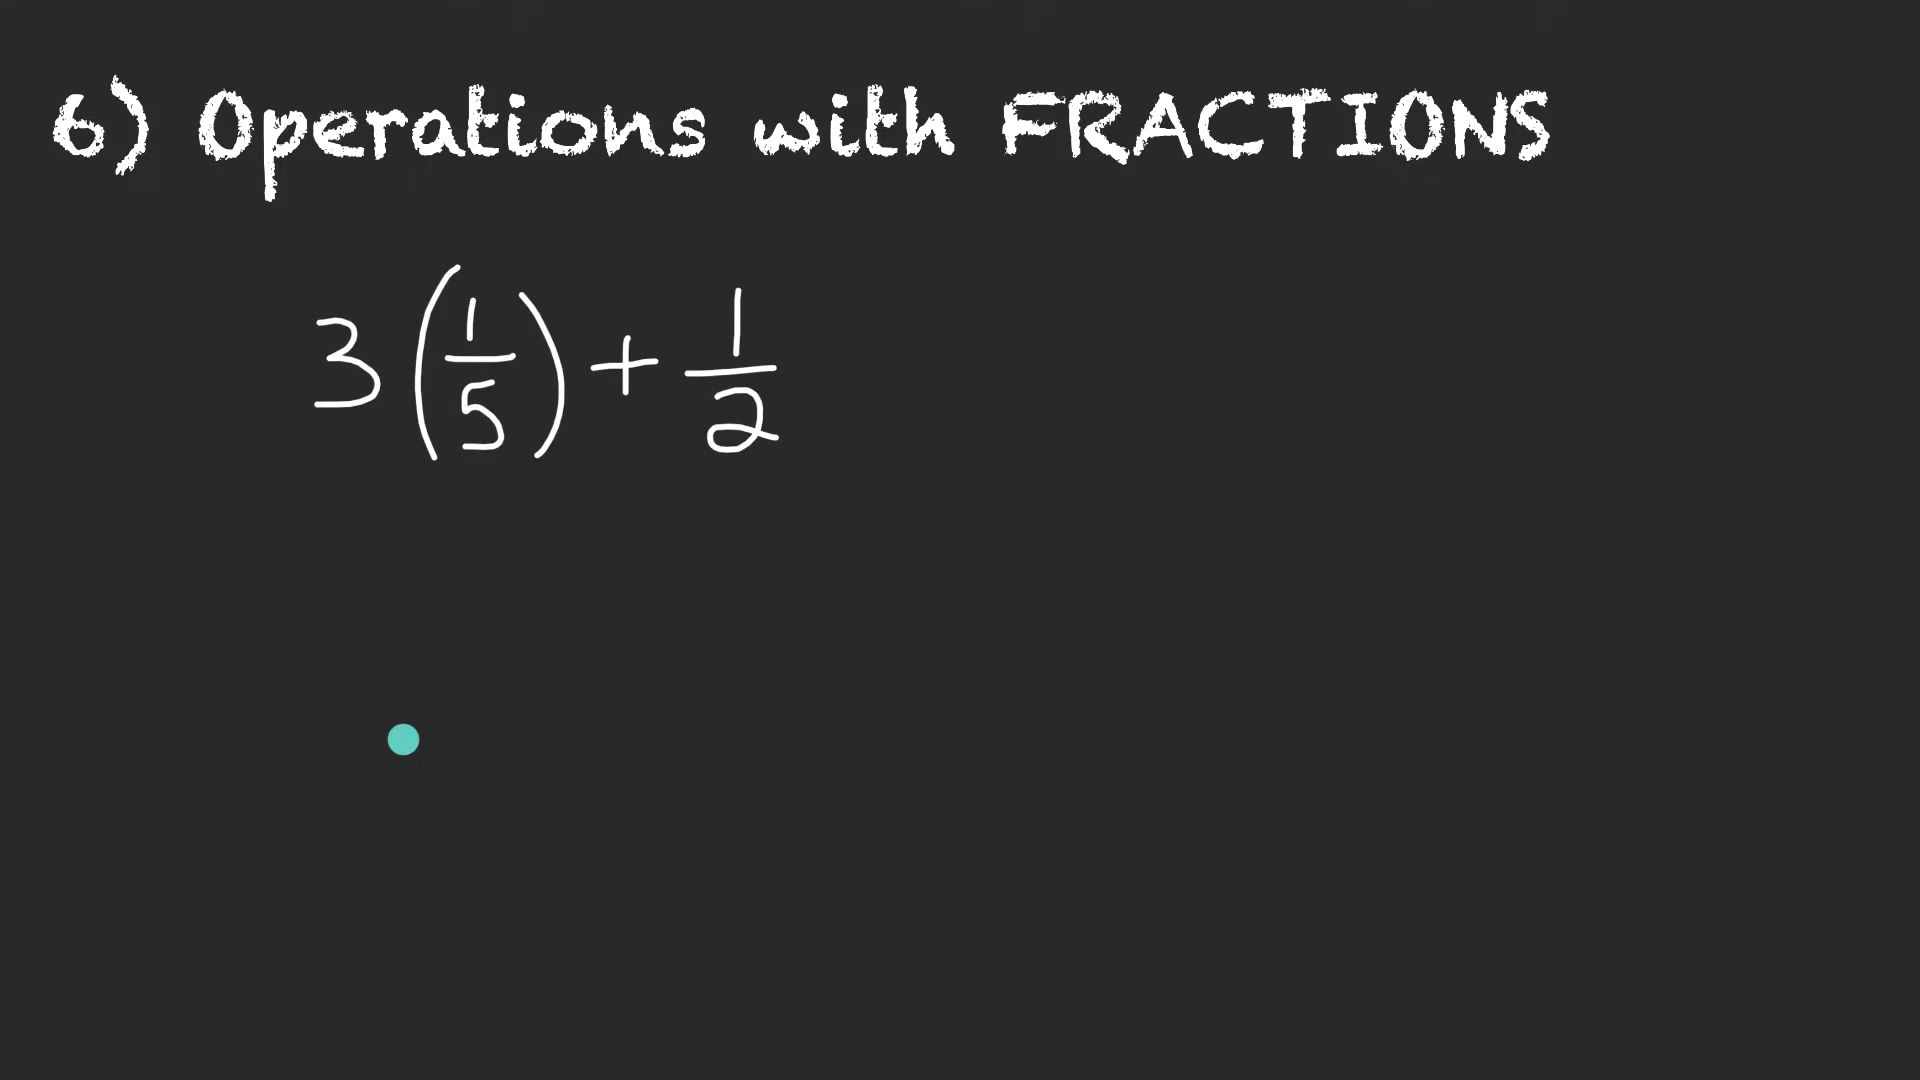 6) Operations with FRACTIONS
3(1/5) + 1/2